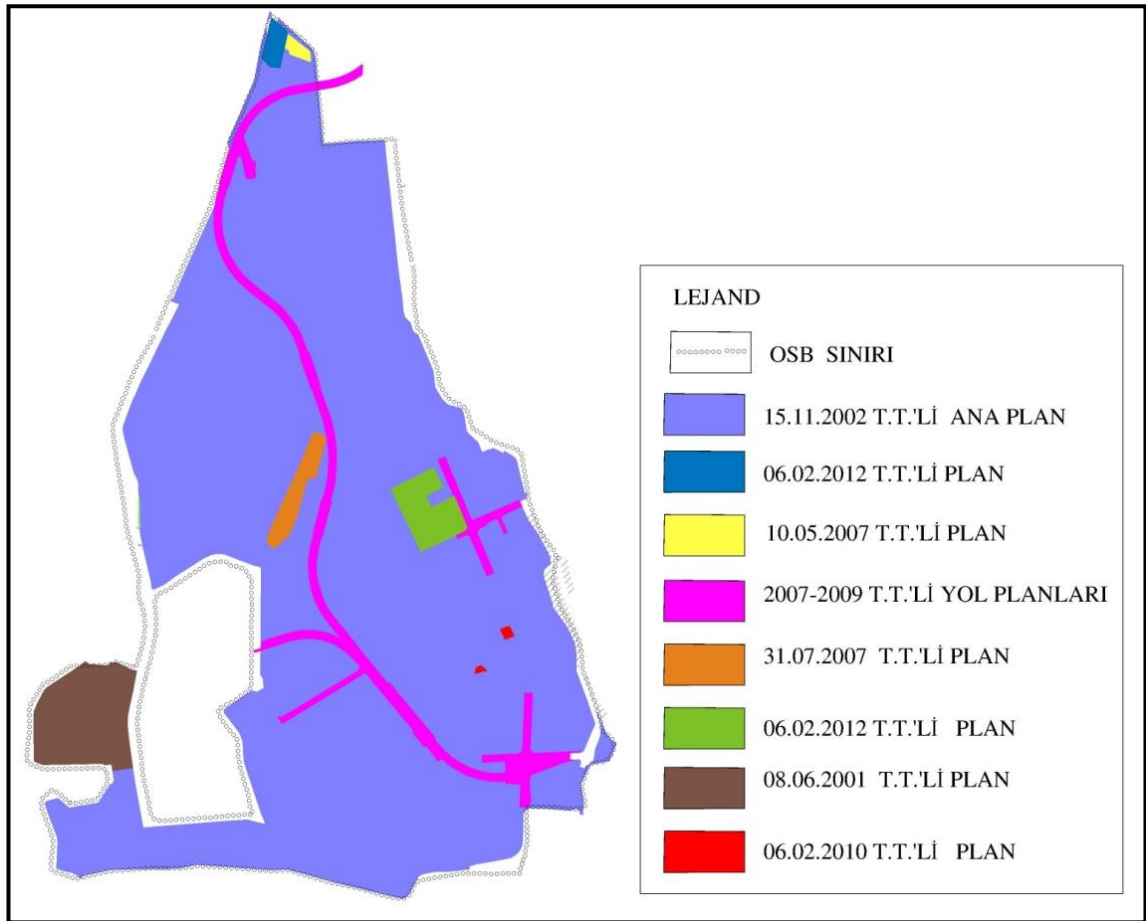 LEJAND
OSB SINIRI
15.11.2002 T.T.'Lİ ANA PLAN
06.02.2012 T.T.'Lİ PLAN
10.05.2007 T.T.'Lİ PLAN
2007-2009 T.T.'Lİ YOL PLANLARI
31.07.2007 T.T.'Lİ PLAN
06.02.2012 T.T.'Lİ PLAN
08.06.2001 T.T.'Lİ PLAN
06.02.2010 T.T.'Lİ PLAN